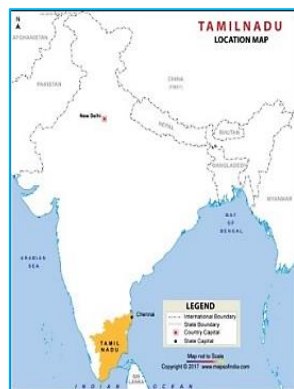 N
TAMILNADU
LOCATION MAP
AFGHANISTAN
CHINA
(TIBET)
PAKISTAN
New Delhi
NEPAL
BHUTAN
BANGLADESH
MYANMAR
ARABIAN
SEA
BAY
OF
BENGAL
Chennai
TAMIL
NADU
LEGEND
International Boundary
State Boundary
Country Capital
State Capital
Map not to Scale
Copyright © 2017 www.mapsofindia.com
SRI
LANKA
INDIAN OCEAN